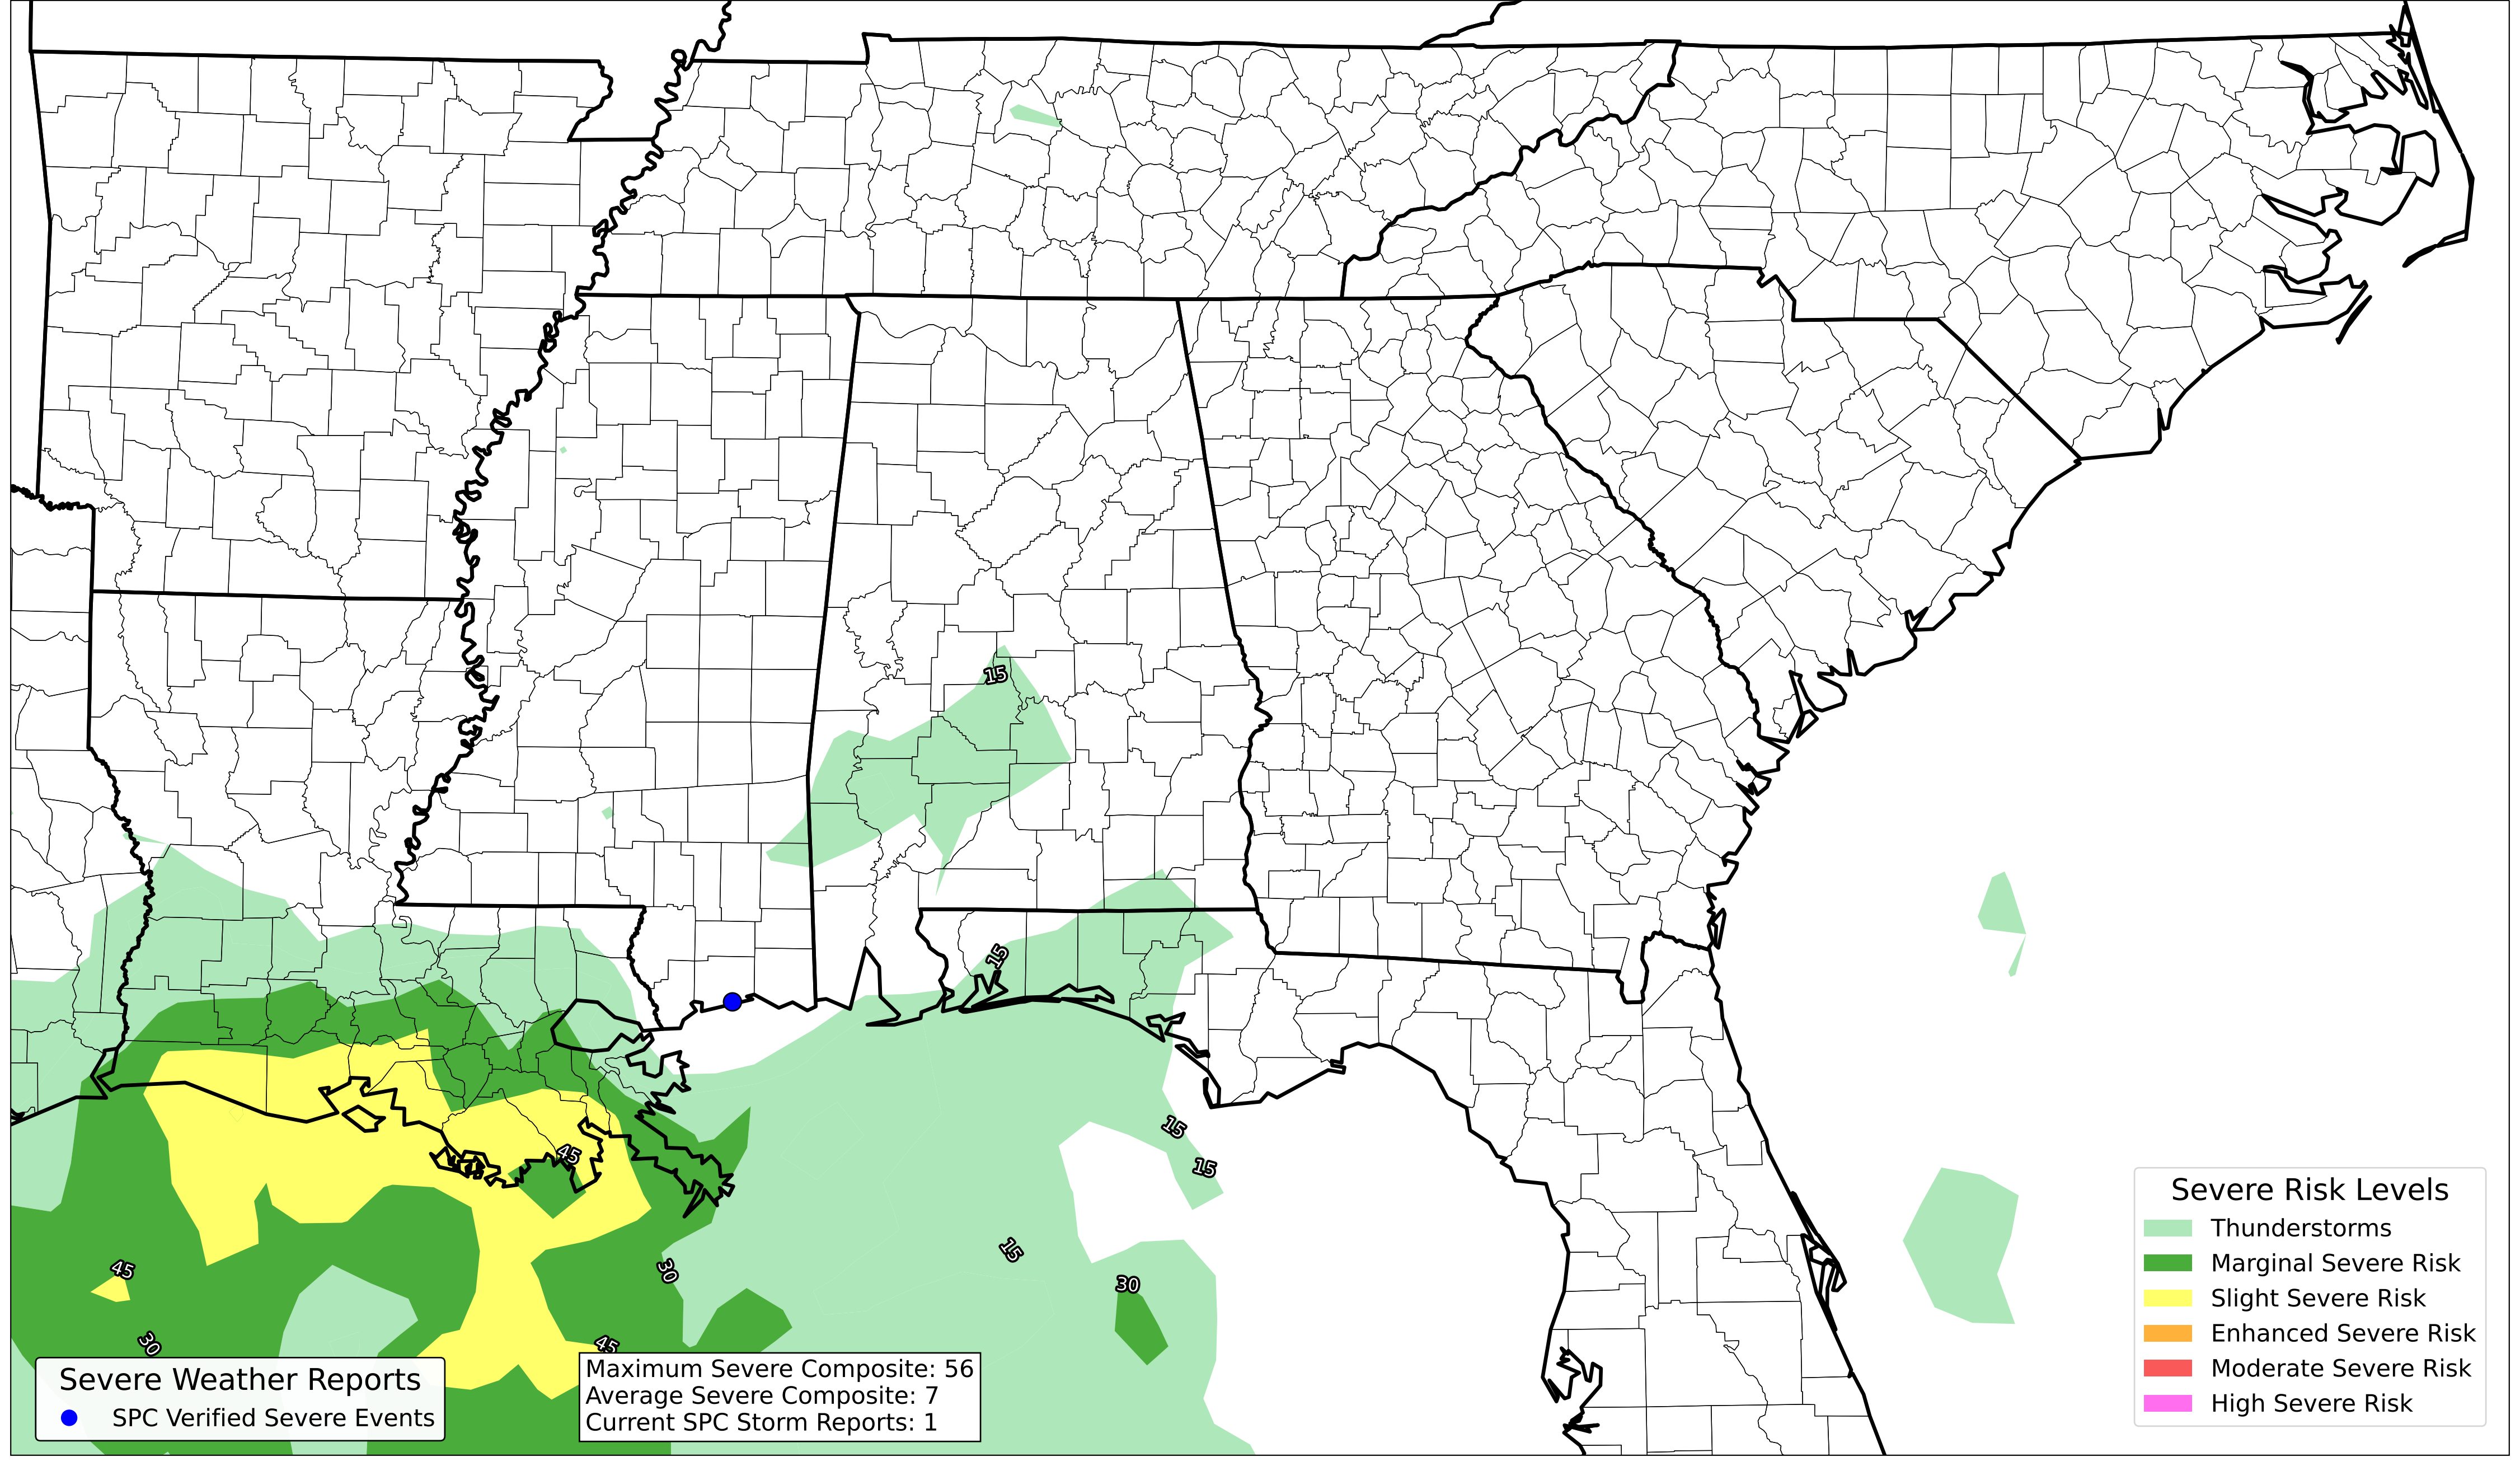 15
15
15
15
45
15
45
30
30
30
45
Severe Weather Reports
SPC Verified Severe Events
Maximum Severe Composite: 56
Average Severe Composite: 7
Current SPC Storm Reports: 1
Severe Risk Levels
Thunderstorms
Marginal Severe Risk
Slight Severe Risk
Enhanced Severe Risk
Moderate Severe Risk
High Severe Risk